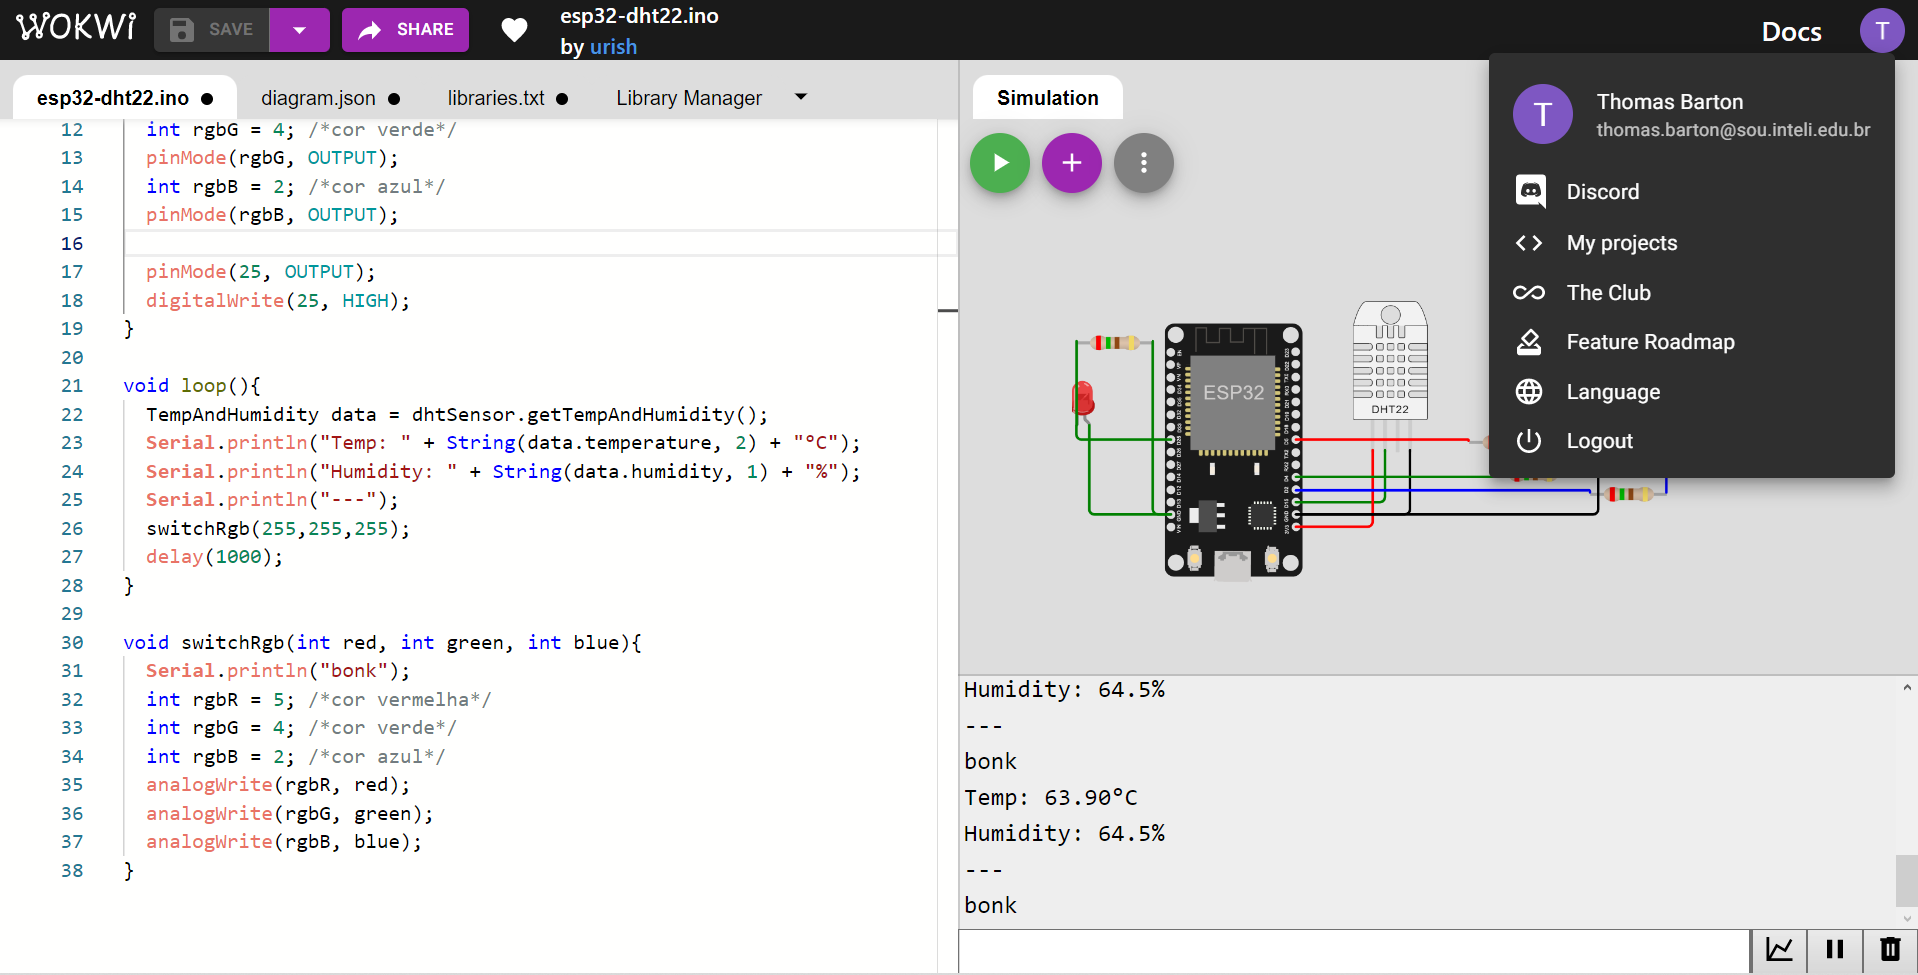 WOKWI
SAVE
SHARE
esp32-dht22.ino
by urish
Docs
T
esp32-dht22.ino ●
diagram.json ●
libraries.txt ●
Library Manager
12 int rgbG = 4; /*cor verde*/
13 pinMode(rgbG, OUTPUT);
14 int rgbB = 2; /*cor azul*/
15 pinMode(rgbB, OUTPUT);
16
17 pinMode(25, OUTPUT);
18 digitalWrite(25, HIGH);
19 }
20
21 void loop(){
22 TempAndHumidity data = dhtSensor.getTempAndHumidity();
23 Serial.println("Temp: " + String(data.temperature, 2) + "°C");
24 Serial.println("Humidity: " + String(data.humidity, 1) + "%");
25 Serial.println("---");
26 switchRgb(255,255,255);
27 delay(1000);
28 }
29
30 void switchRgb(int red, int green, int blue){
31 Serial.println("bonk");
32 int rgbR = 5; /*cor vermelha*/
33 int rgbG = 4; /*cor verde*/
34 int rgbB = 2; /*cor azul*/
35 analogWrite(rgbR, red);
36 analogWrite(rgbG, green);
37 analogWrite(rgbB, blue);
38 }
Simulation
T
Thomas Barton
thomas.barton@sou.inteli.edu.br
Discord
My projects
The Club
Feature Roadmap
Language
Logout
ESP32
DHT22
Humidity: 64.5%
---
bonk
Temp: 63.90°C
Humidity: 64.5%
---
bonk